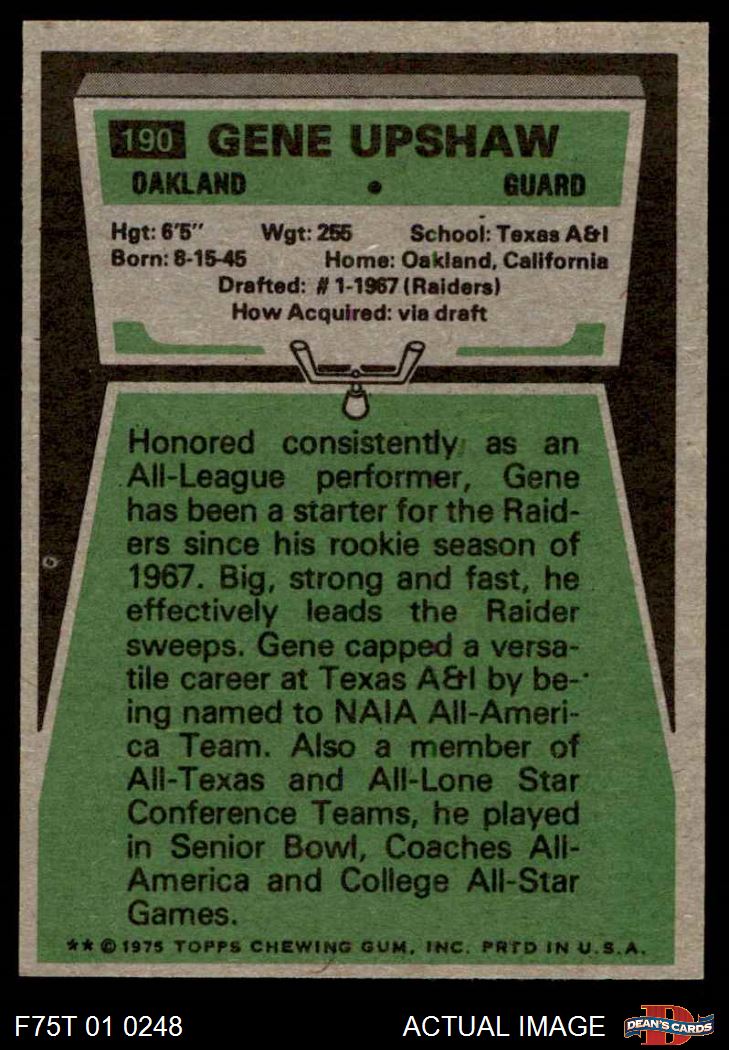 190 GENE UPSHAW
OAKLAND • GUARD
Hgt: 6'5" Wgt: 255 School: Texas A&I
Born: 8-15-45 Home: Oakland, California
Drafted: #1-1967 (Raiders)
How Acquired: via draft
Honored consistently as an
All-League performer, Gene
has been a starter for the Raid-
ers since his rookie season of
1967. Big, strong and fast, he
effectively leads the Raider
sweeps. Gene capped a versa-
tile career at Texas A&I by be-
ing named to NAIA All-Ameri-
ca Team. Also a member of
All-Texas and All-Lone Star
Conference Teams, he played
in Senior Bowl, Coaches All-
America and College All-Star
Games.
** © 1975 TOPPS CHEWING GUM, INC. PRTD IN U.S.A.
F75T 01 0248 ACTUAL IMAGE D DEAN'S CARDS